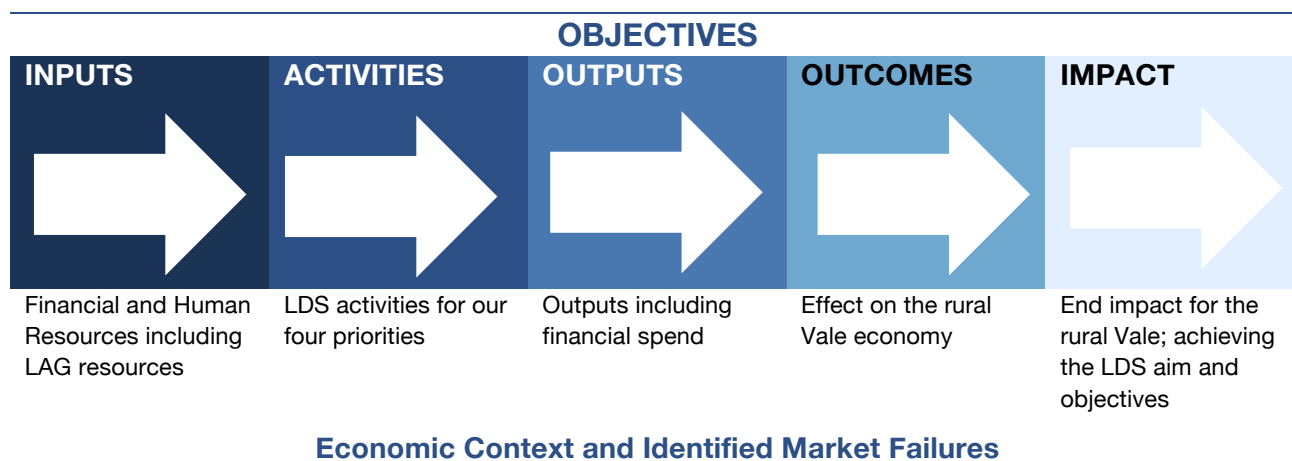 OBJECTIVES
INPUTS
ACTIVITIES
OUTPUTS
OUTCOMES
IMPACT
Financial and Human
Resources including
LAG resources
LDS activities for our
four priorities
Outputs including
financial spend
Effect on the rural
Vale economy
End impact for the
rural Vale; achieving
the LDS aim and
objectives
Economic Context and Identified Market Failures